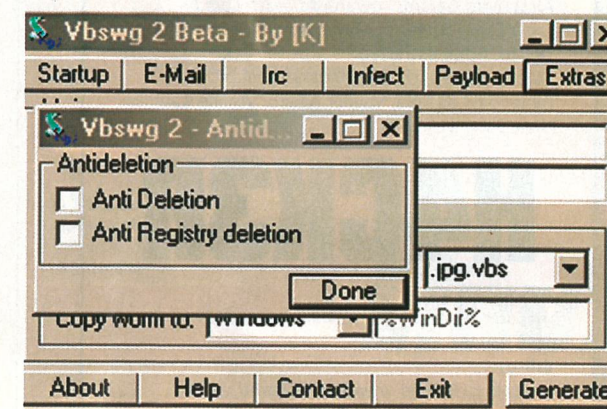 Vbswg 2 Beta - By [K]
Startup E-Mail Irc Infect Payload Extras
Vbswg 2 - Antid...
Antideletion
Anti Deletion
Anti Registry deletion
Done
.jpg.vbs
Copy worm to: Windows %WinDir%
About Help Contact Exit Generate